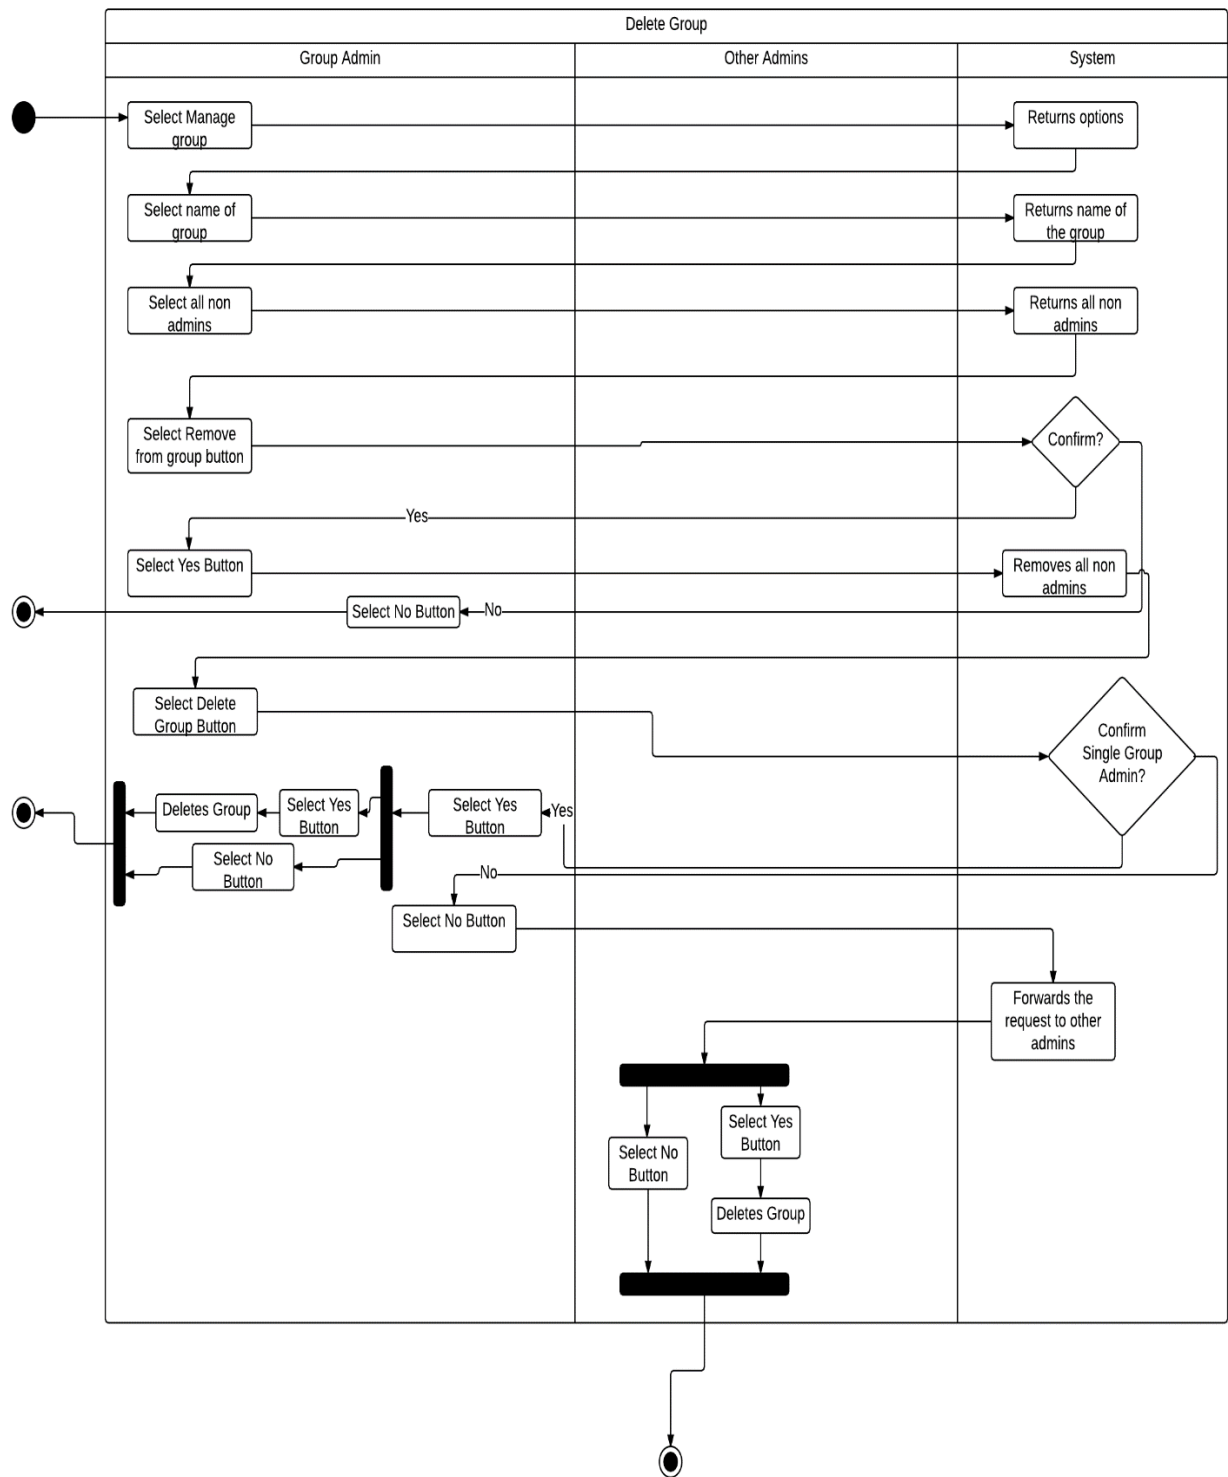 Delete Group
Group Admin
Other Admins
System
Select Manage
group
Returns options
Select name of
group
Returns name of
the group
Select all non
admins
Returns all non
admins
Select Remove
from group button
Confirm?
Yes
Select Yes Button
Removes all non
admins
Select No Button
No
Select Delete
Group Button
Confirm
Single Group
Admin?
Deletes Group
Select Yes
Button
Select Yes
Button
Yes
Select No
Button
No
Select No Button
Forwards the
request to other
admins
Select Yes
Button
Select No
Button
Deletes Group